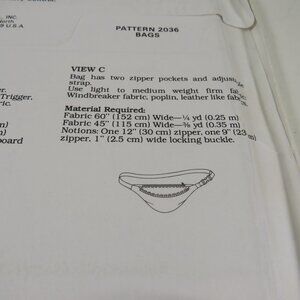 , INC.
North
U.S.A.
PATTERN 2036
BAGS
VIEW C
Bag has two zipper pockets and adjustable
strap.
Use light to medium weight firm fabric.
Windbreaker fabric, poplin, leather like fabric,
Trigger.
ric.
Material Required:
Fabric 60" (152 cm) Wide—¼ yd (0.25 m)
Fabric 45" (115 cm) Wide—⅜ yd (0.35 m)
Notions: One 12" (30 cm) zipper, one 9" (23
m)
m)
board
zipper, 1" (2.5 cm) wide locking buckle.